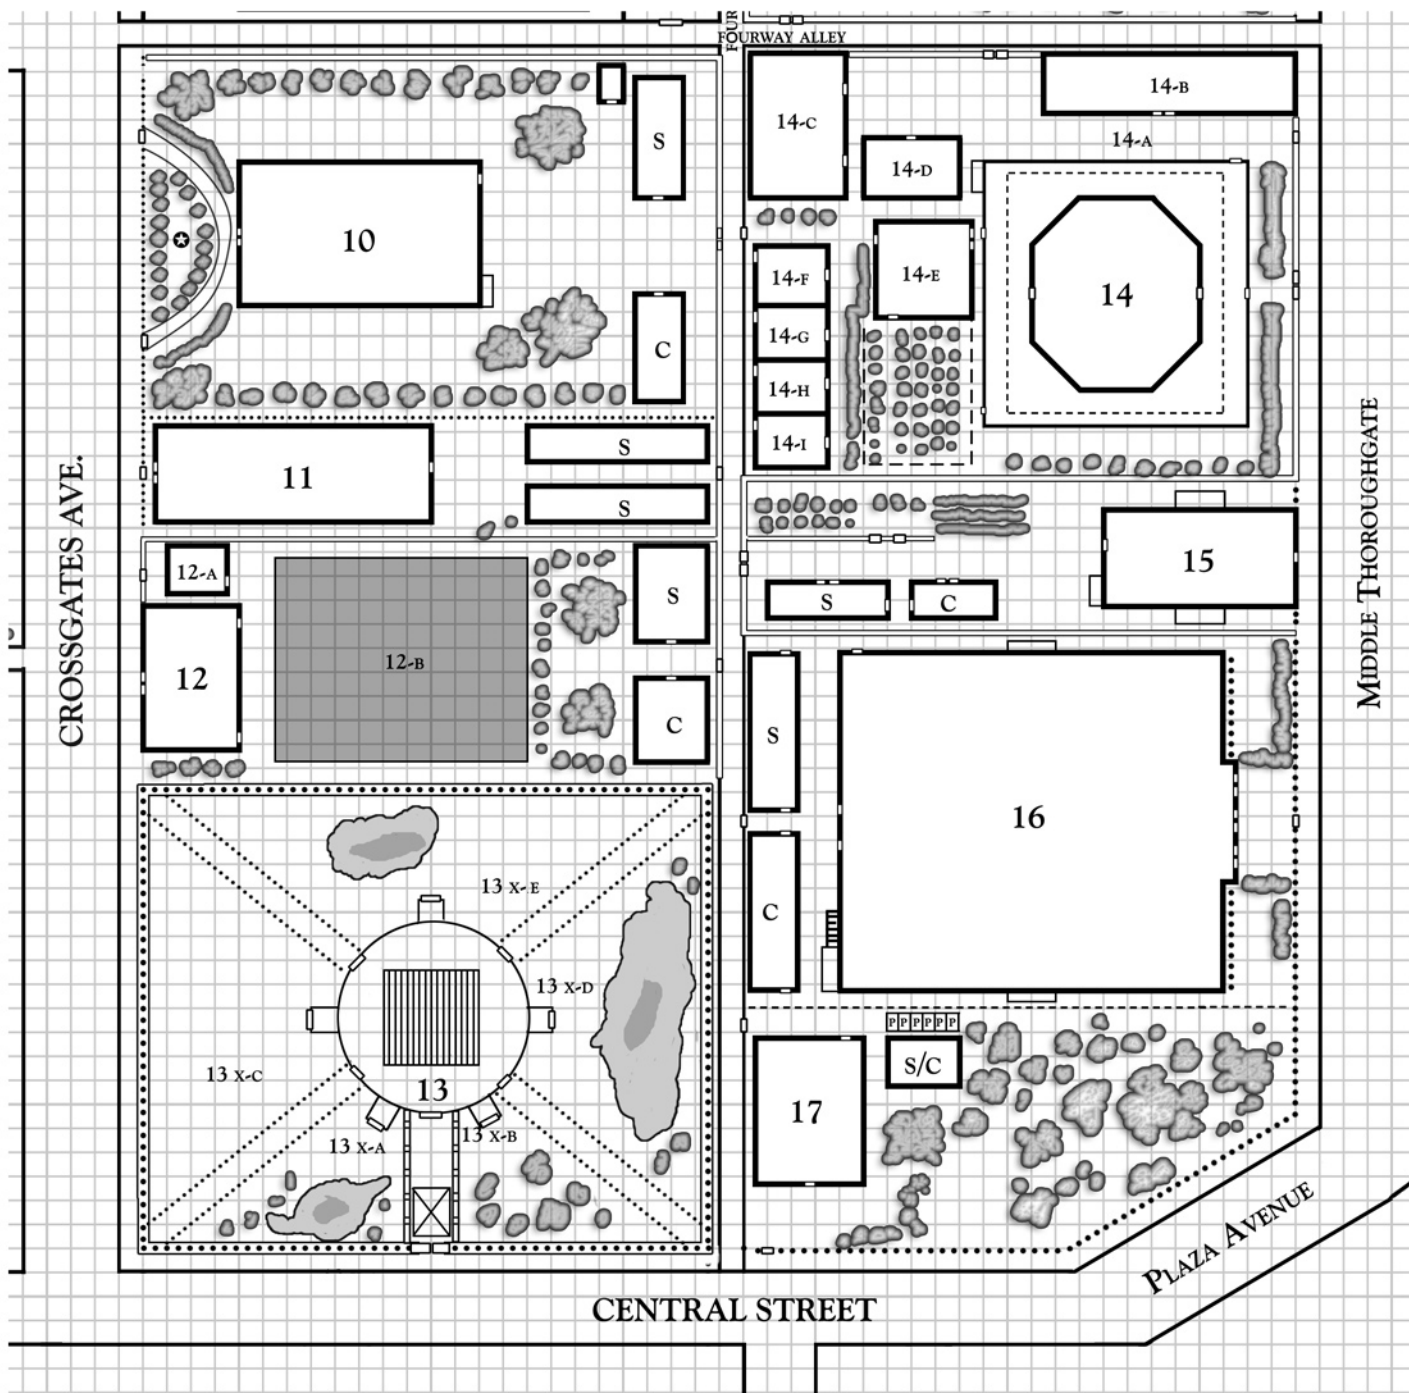 FOUR
FOURWAY ALLEY
14-B
14-C
14-A
S
14-D
10
14-E
14-F
14
14-G
C
14-H
14-I
S
11
S
CROSSGATES AVE.
MIDDLE THOROUGHGATE
15
12-A
S
S
C
12-B
12
C
S
16
13 X-E
C
13 X-D
P P P P P P
S/C
13 X-C
13
17
13 X-B
13 X-A
PLAZA AVENUE
CENTRAL STREET